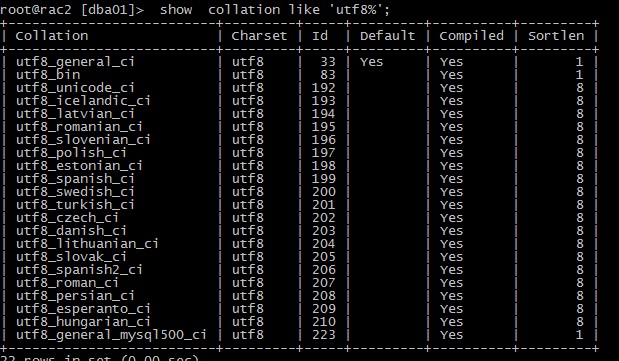 root@rac2 [dba01]>  show  collation like 'utf8%';
+--------------------------+---------+-----+---------+----------+---------+
| Collation                | Charset | Id  | Default | Compiled | Sortlen |
+--------------------------+---------+-----+---------+----------+---------+
| utf8_general_ci          | utf8    |  33 | Yes     | Yes      |       1 |
| utf8_bin                 | utf8    |  83 |         | Yes      |       1 |
| utf8_unicode_ci          | utf8    | 192 |         | Yes      |       8 |
| utf8_icelandic_ci        | utf8    | 193 |         | Yes      |       8 |
| utf8_latvian_ci          | utf8    | 194 |         | Yes      |       8 |
| utf8_romanian_ci         | utf8    | 195 |         | Yes      |       8 |
| utf8_slovenian_ci        | utf8    | 196 |         | Yes      |       8 |
| utf8_polish_ci           | utf8    | 197 |         | Yes      |       8 |
| utf8_estonian_ci         | utf8    | 198 |         | Yes      |       8 |
| utf8_spanish_ci          | utf8    | 199 |         | Yes      |       8 |
| utf8_swedish_ci          | utf8    | 200 |         | Yes      |       8 |
| utf8_turkish_ci          | utf8    | 201 |         | Yes      |       8 |
| utf8_czech_ci            | utf8    | 202 |         | Yes      |       8 |
| utf8_danish_ci           | utf8    | 203 |         | Yes      |       8 |
| utf8_lithuanian_ci       | utf8    | 204 |         | Yes      |       8 |
| utf8_slovak_ci           | utf8    | 205 |         | Yes      |       8 |
| utf8_spanish2_ci         | utf8    | 206 |         | Yes      |       8 |
| utf8_roman_ci            | utf8    | 207 |         | Yes      |       8 |
| utf8_persian_ci          | utf8    | 208 |         | Yes      |       8 |
| utf8_esperanto_ci        | utf8    | 209 |         | Yes      |       8 |
| utf8_hungarian_ci        | utf8    | 210 |         | Yes      |       8 |
| utf8_general_mysql500_ci | utf8    | 223 |         | Yes      |       1 |
+--------------------------+---------+-----+---------+----------+---------+
22 rows in set (0.00 sec)